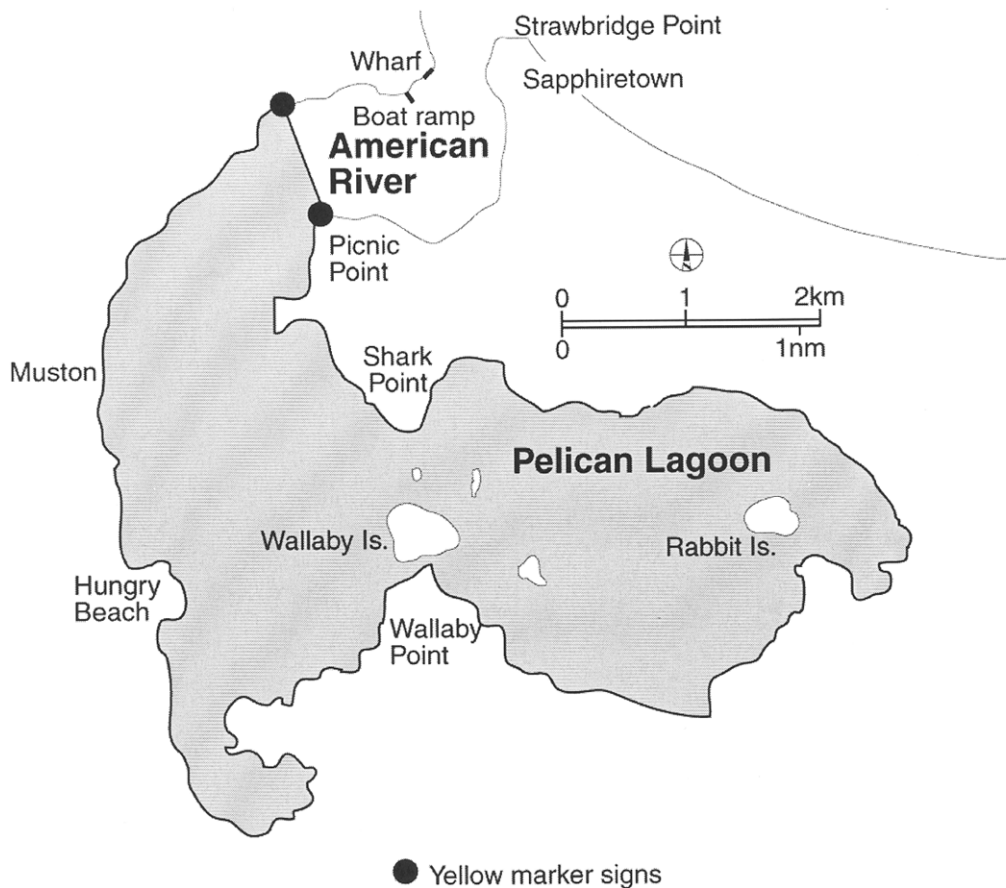 Strawbridge Point
Wharf
Sapphiretown
Boat ramp
American
River
Picnic
Point
N
0 1 2km
0 1nm
Muston
Shark
Point
Pelican Lagoon
Wallaby Is.
Rabbit Is.
Hungry
Beach
Wallaby
Point
Yellow marker signs